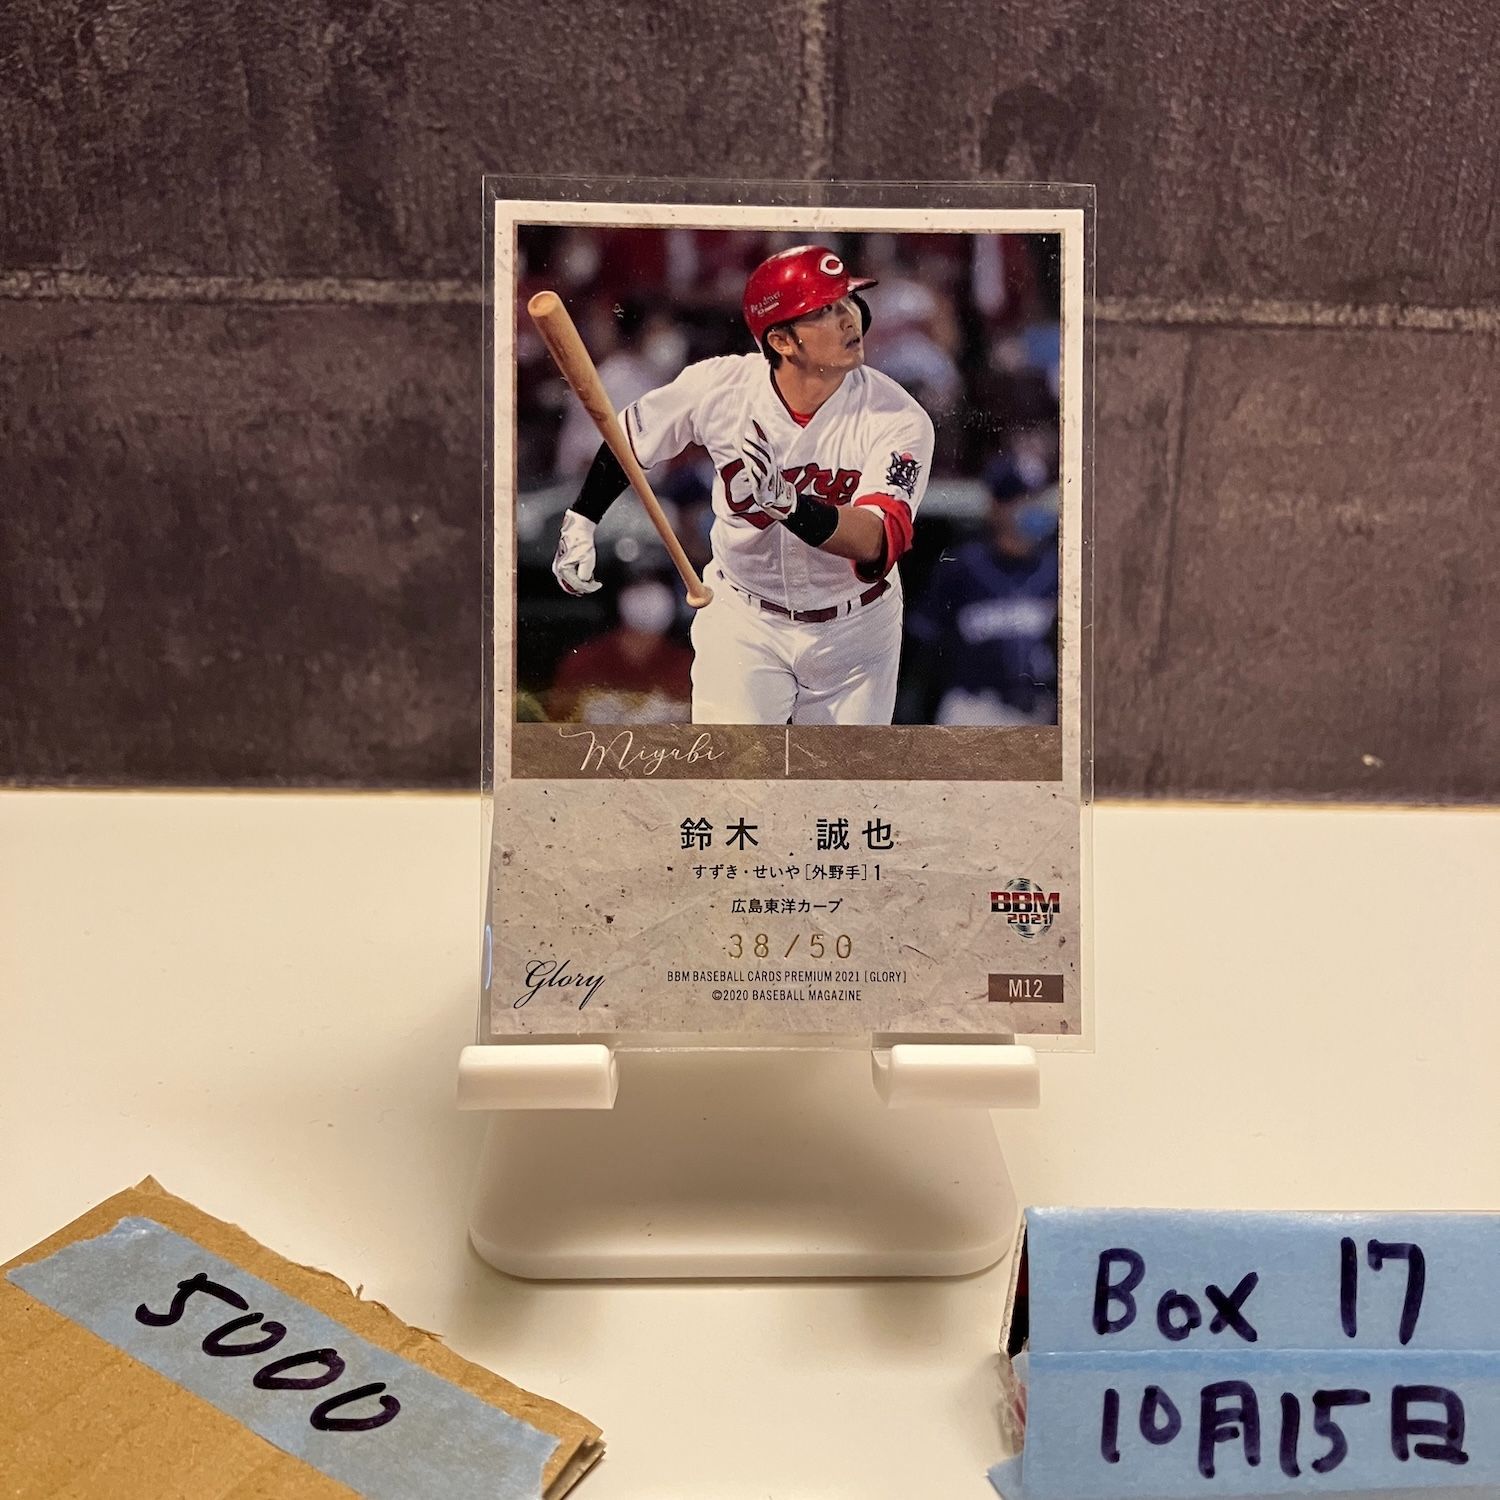 C
Carp
Miyabi
鈴木 誠也
すずき・せいや[外野手]1
広島東洋カープ
38/50
BBM
2021
Glory
BBM BASEBALL CARDS PREMIUM 2021 [GLORY]
©2020 BASEBALL MAGAZINE
M12
5000
Box 17
10月15日